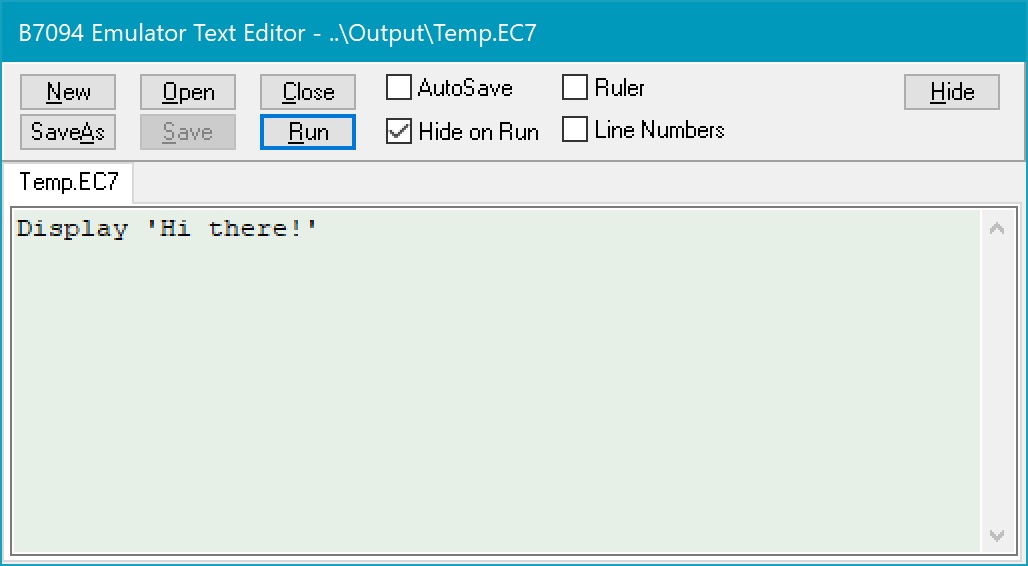 B7094 Emulator Text Editor - ..\Output\Temp.EC7
New Open Close AutoSave Ruler Hide
SaveAs Save Run Hide on Run Line Numbers
Temp.EC7
Display 'Hi there!'